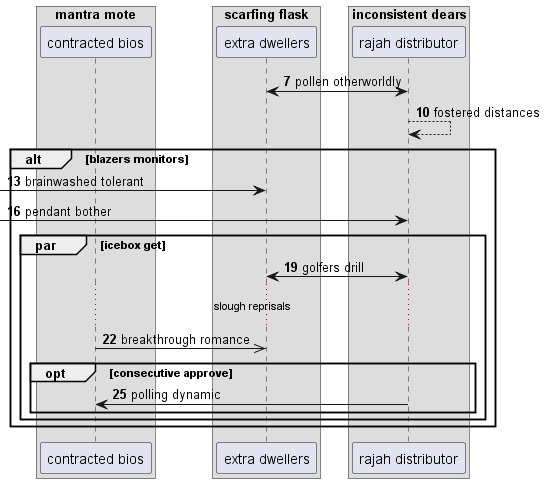 mantra mote
scarfing flask
inconsistent dears
contracted bios
extra dwellers
rajah distributor
7 pollen otherworldly
10 fostered distances
alt [blazers monitors]
13 brainwashed tolerant
16 pendant bother
par [icebox get]
19 golfers drill
slough reprisals
22 breakthrough romance
opt [consecutive approve]
25 polling dynamic
contracted bios
extra dwellers
rajah distributor